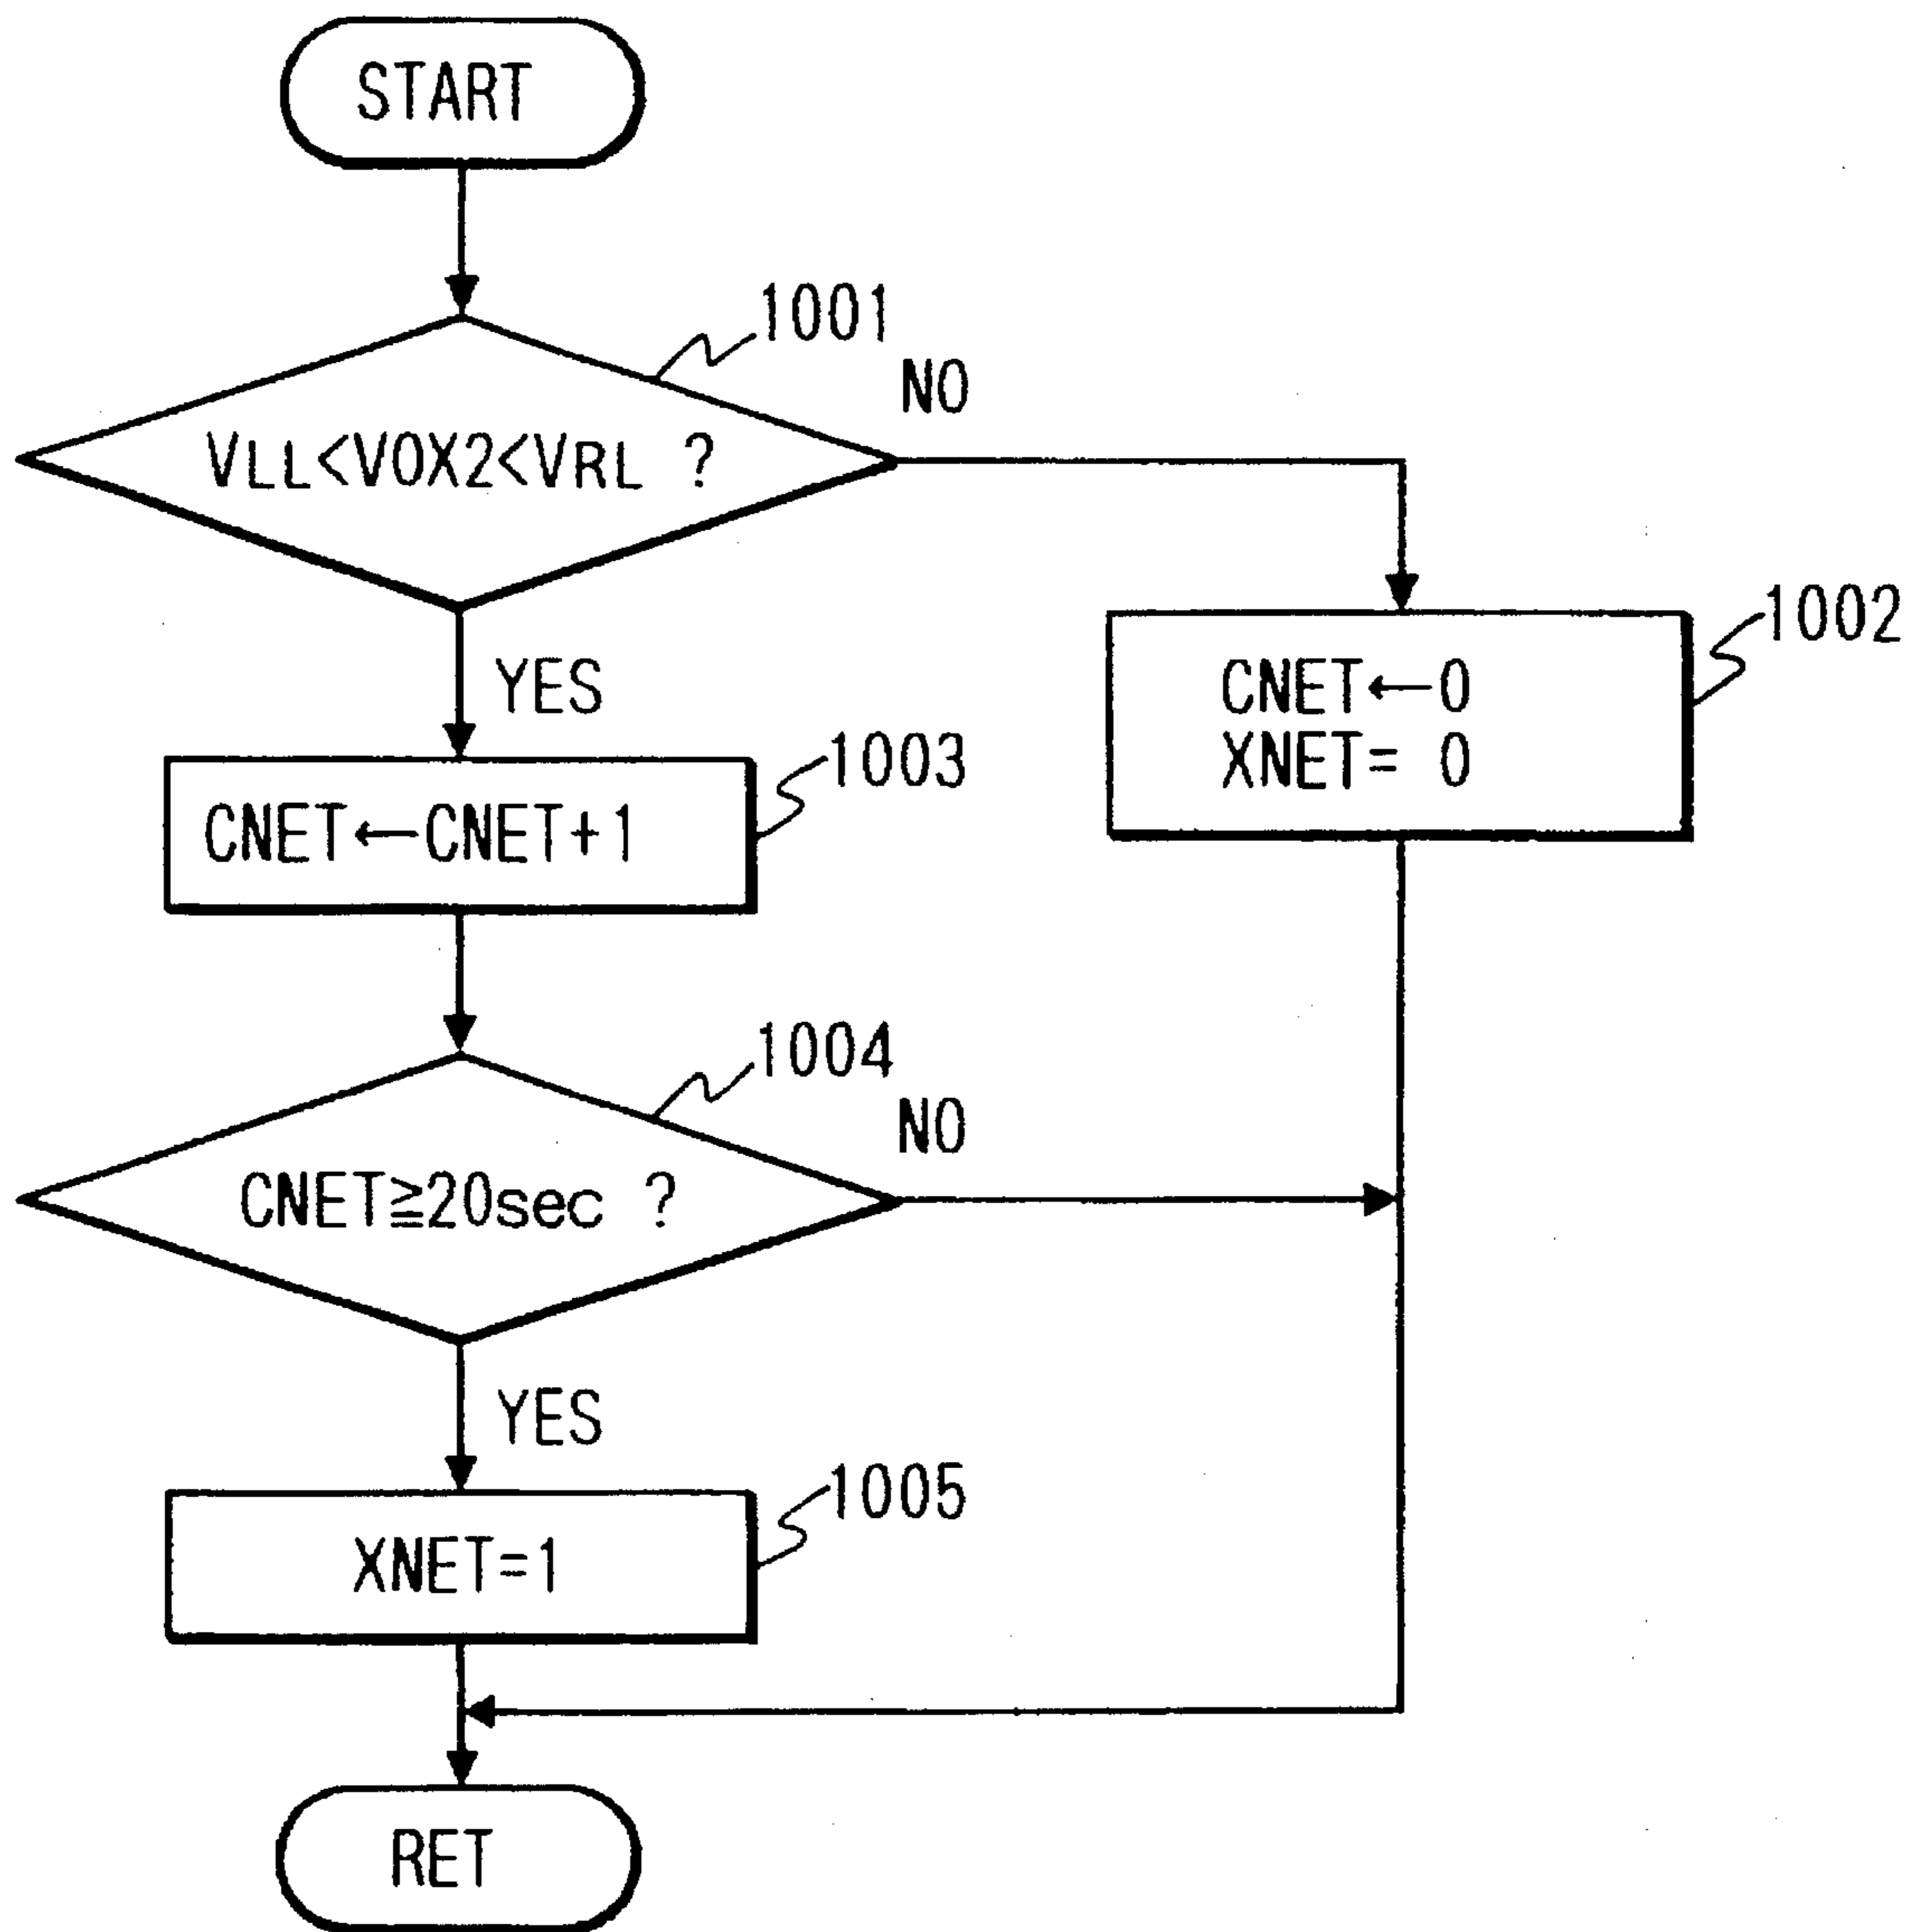 START
1001
NO
VLL<VOX2<VRL ?
YES
1002
CNET←0
XNET= 0
1003
CNET←CNET+1
1004
NO
CNET≧20sec ?
YES
1005
XNET=1
RET